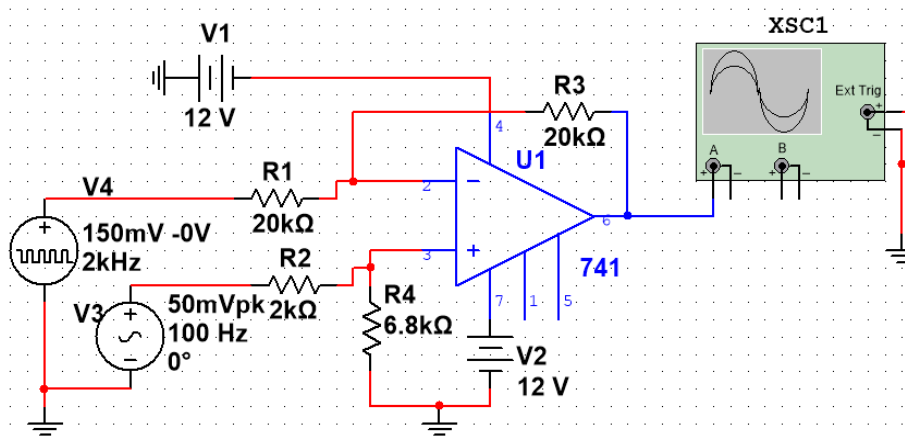 XSC1
V1
12 V
R3
20kΩ
Ext Trig
+
−
A
B
+ −
+ −
4
U1
R1
20kΩ
2
−
6
V4
+
150mV -0V
2kHz
3
+
741
R2
2kΩ
7
1
5
V3
+
−
50mVpk
100 Hz
0°
R4
6.8kΩ
V2
12 V